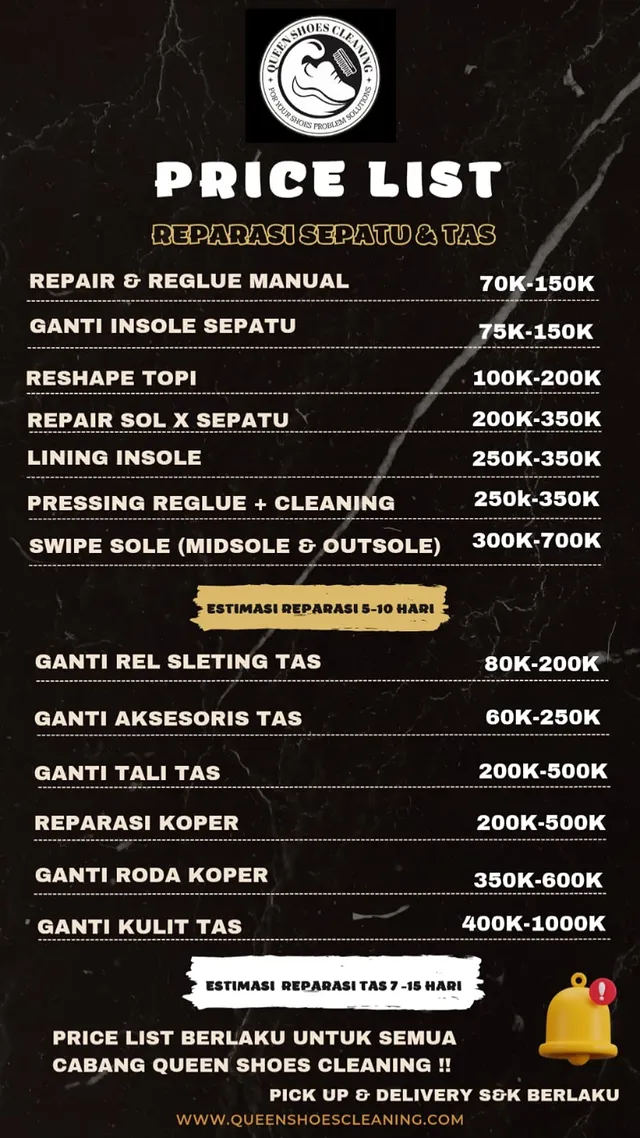 QUEEN SHOES CLEANING
FOR YOUR SHOES PROBLEM SOLUTIONS
PRICE LIST
REPARASI SEPATU & TAS
REPAIR & REGLUE MANUAL 70K-150K
GANTI INSOLE SEPATU 75K-150K
RESHAPE TOPI 100K-200K
REPAIR SOL X SEPATU 200K-350K
LINING INSOLE 250K-350K
PRESSING REGLUE + CLEANING 250k-350K
SWIPE SOLE (MIDSOLE & OUTSOLE) 300K-700K
ESTIMASI REPARASI 5-10 HARI
GANTI REL SLETING TAS 80K-200K
GANTI AKSESORIS TAS 60K-250K
GANTI TALI TAS 200K-500K
REPARASI KOPER 200K-500K
GANTI RODA KOPER 350K-600K
GANTI KULIT TAS 400K-1000K
ESTIMASI REPARASI TAS 7-15 HARI
PRICE LIST BERLAKU UNTUK SEMUA
CABANG QUEEN SHOES CLEANING !!
PICK UP & DELIVERY S&K BERLAKU
WWW.QUEENSHOESCLEANING.COM